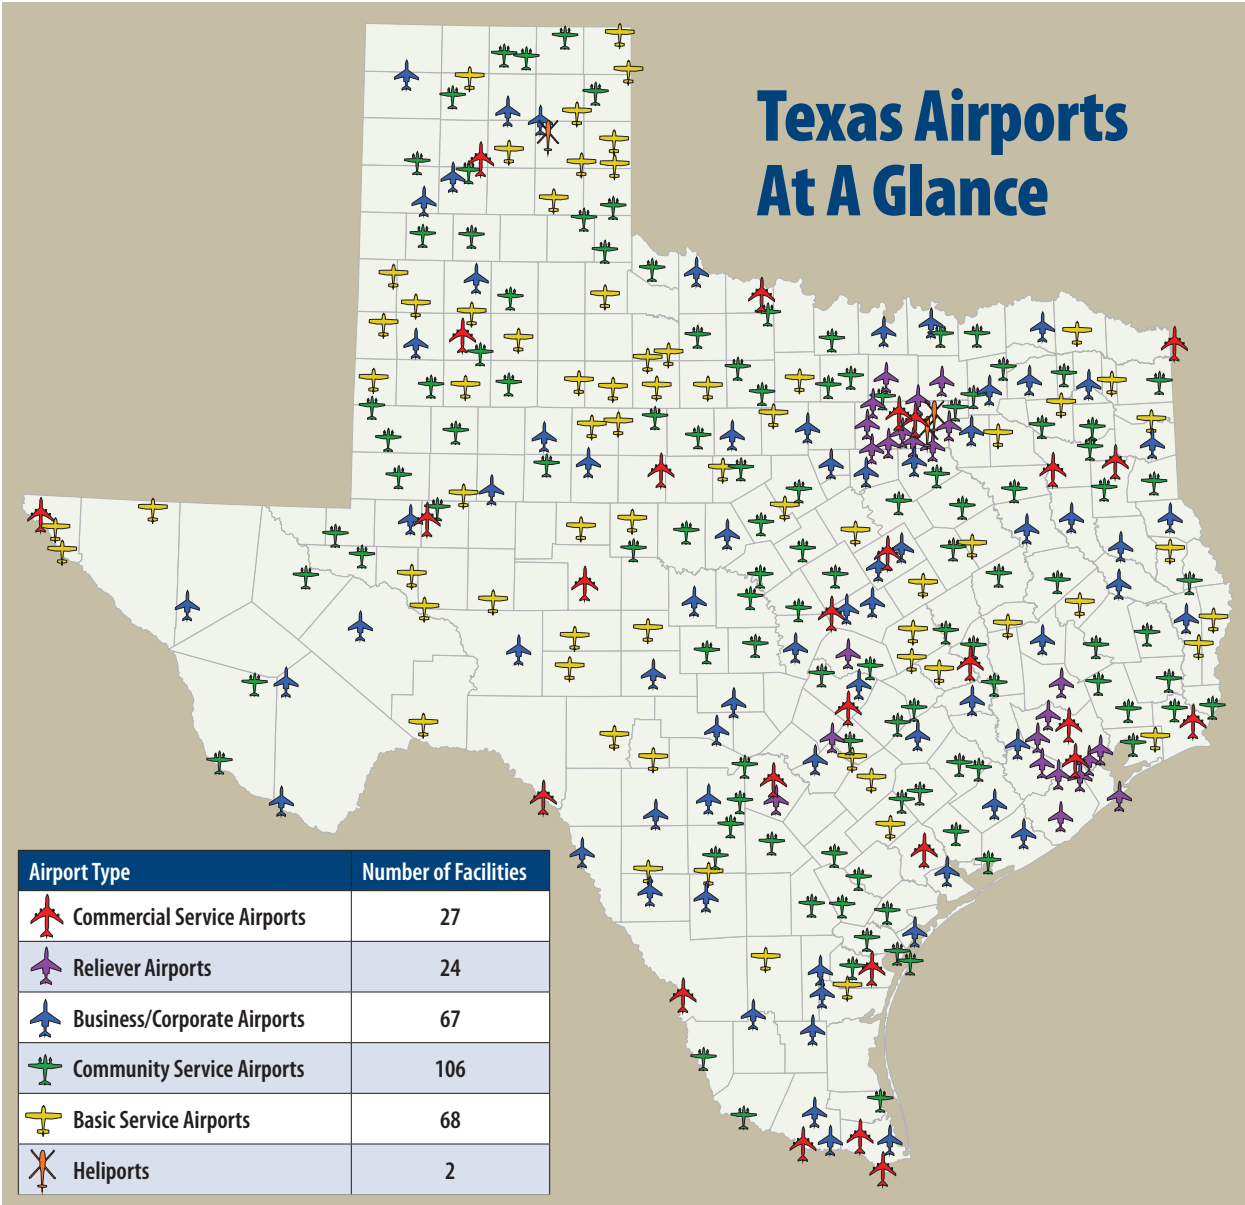 Texas Airports
At A Glance
Airport Type Number of Facilities
Commercial Service Airports 27
Reliever Airports 24
Business/Corporate Airports 67
Community Service Airports 106
Basic Service Airports 68
Heliports 2